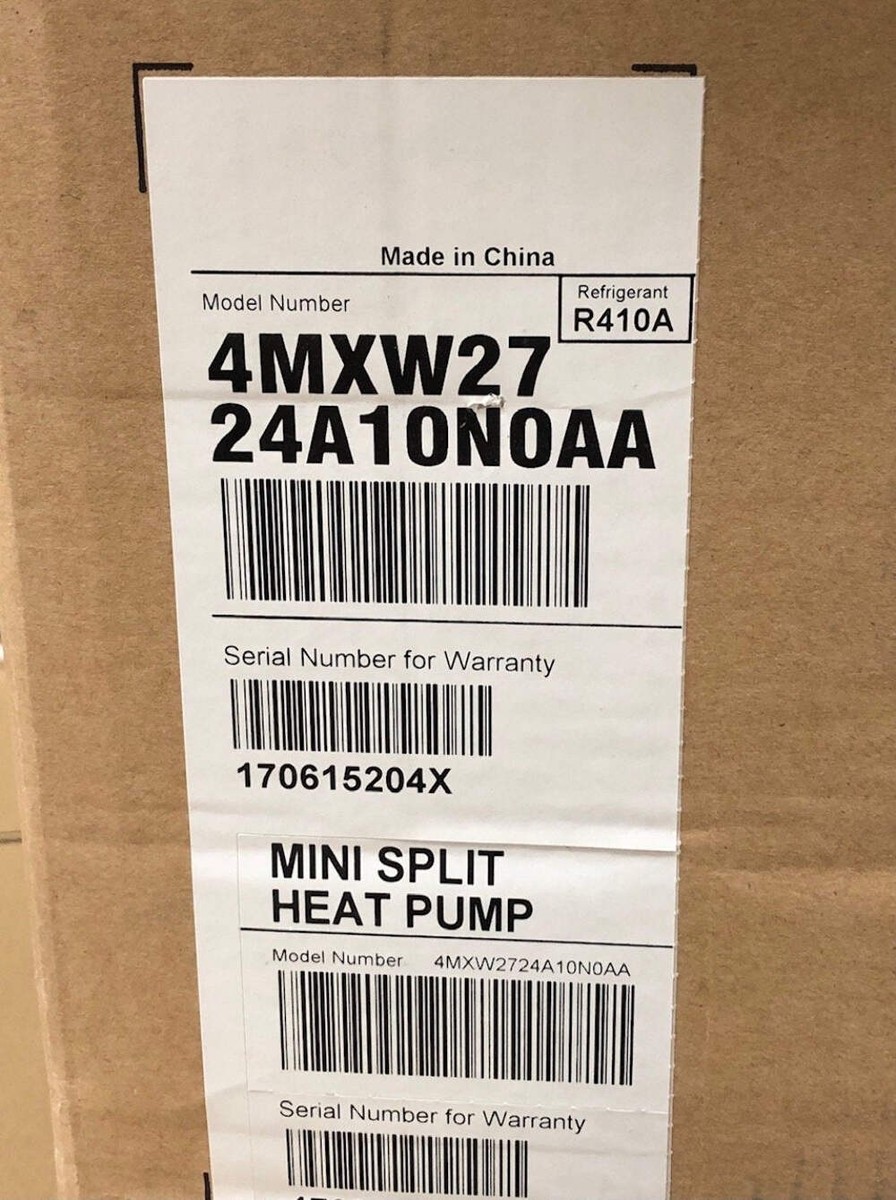 Made in China
Model Number
Refrigerant
R410A
4MXW27
24A10N0AA
Serial Number for Warranty
170615204X
MINI SPLIT
HEAT PUMP
Model Number 4MXW2724A10N0AA
Serial Number for Warranty